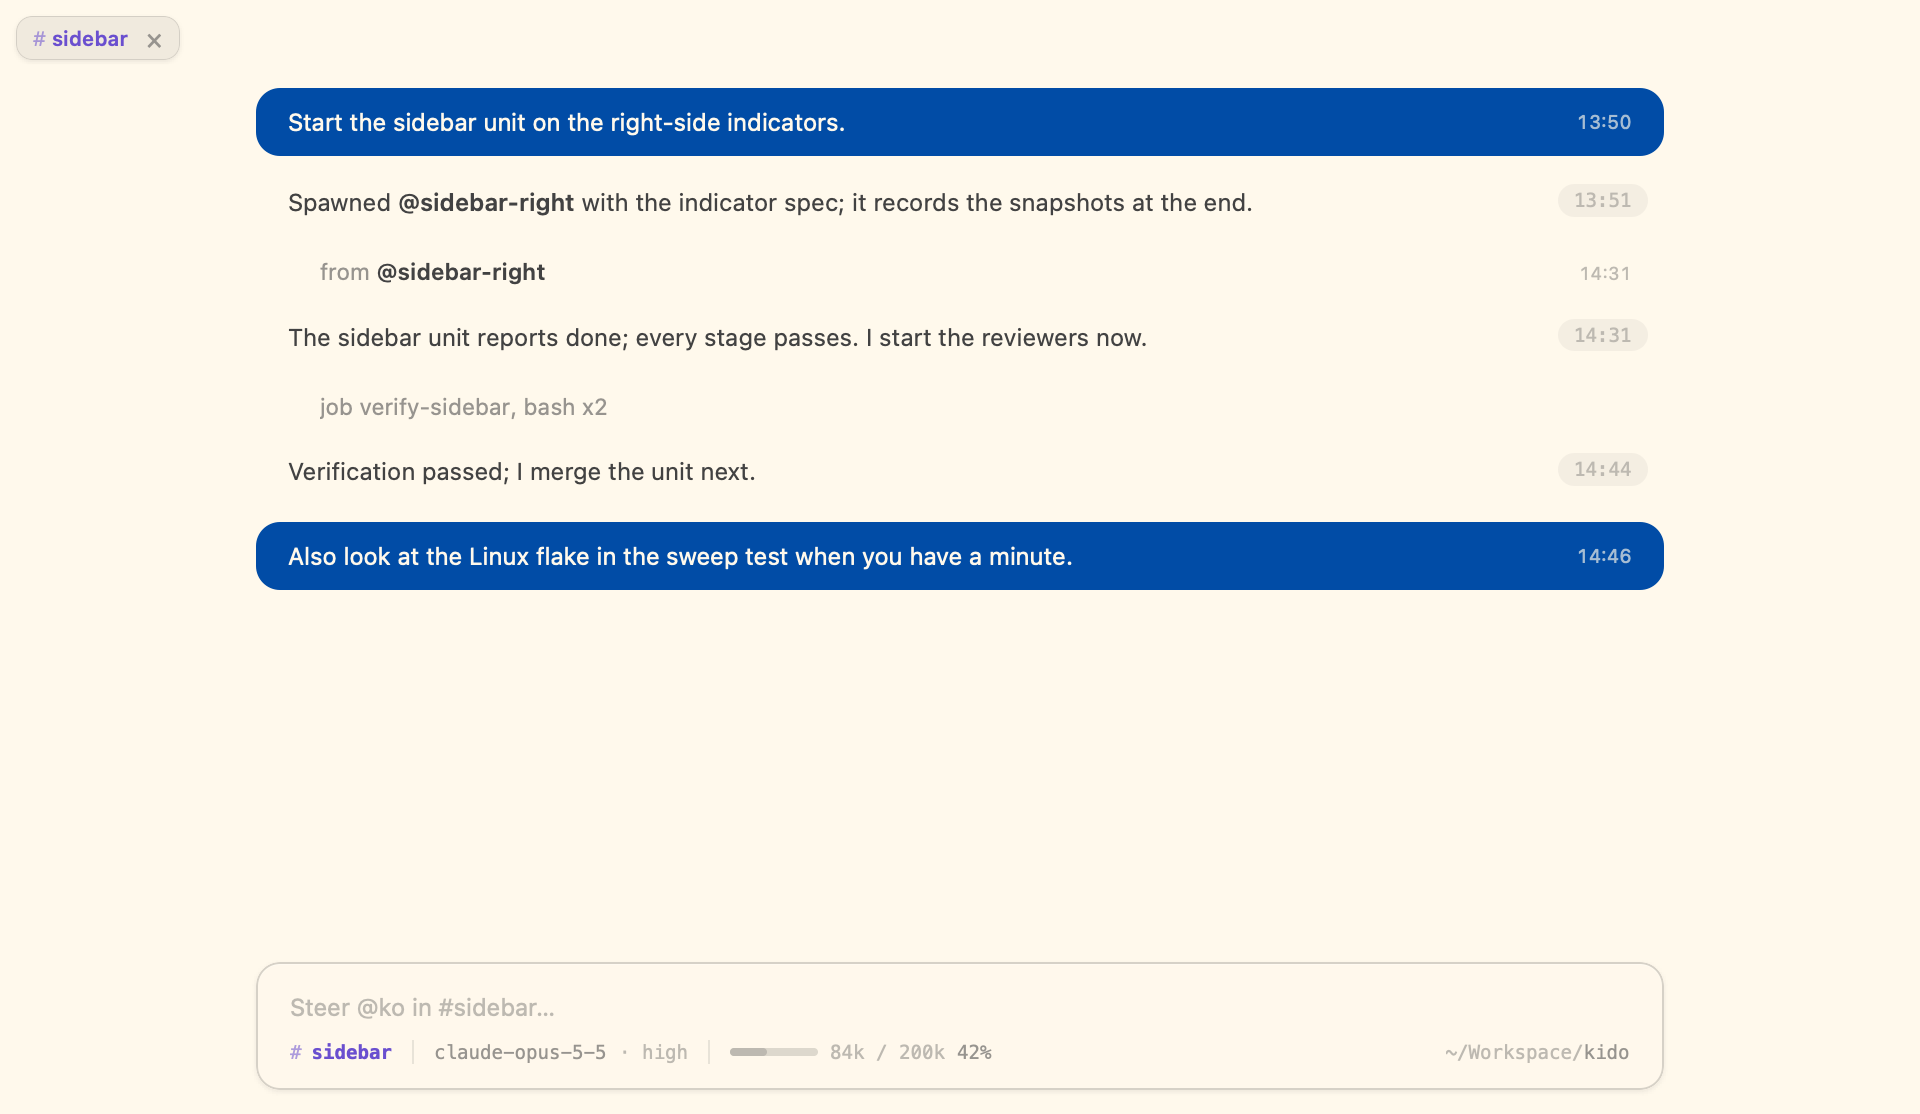 # sidebar ×
Start the sidebar unit on the right-side indicators. 13:50
Spawned @sidebar-right with the indicator spec; it records the snapshots at the end. 13:51
from @sidebar-right 14:31
The sidebar unit reports done; every stage passes. I start the reviewers now. 14:31
job verify-sidebar, bash x2
Verification passed; I merge the unit next. 14:44
Also look at the Linux flake in the sweep test when you have a minute. 14:46
Steer @ko in #sidebar...
# sidebar claude-opus-5-5 · high 84k / 200k 42% ~/Workspace/kido